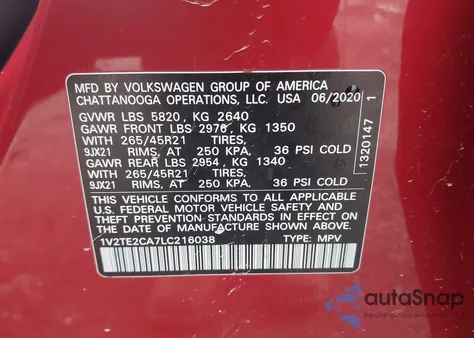 MFD BY VOLKSWAGEN GROUP OF AMERICA
CHATTANOOGA OPERATIONS, LLC. USA 06/2020
GVWR LBS 5820, KG 2640
GAWR FRONT LBS 2976, KG 1350
WITH 265/45R21 TIRES,
9JX21 RIMS, AT 250 KPA, 36 PSI COLD
GAWR REAR LBS 2954, KG 1340
WITH 265/45R21 TIRES,
9JX21 RIMS, AT 250 KPA, 36 PSI COLD
THIS VEHICLE CONFORMS TO ALL APPLICABLE
U.S. FEDERAL MOTOR VEHICLE SAFETY AND
THEFT PREVENTION STANDARDS IN EFFECT ON
THE DATE OF MANUFACTURE SHOWN ABOVE
1V2TE2CA7LC216038 TYPE: MPV
1320147 1
autoSnap